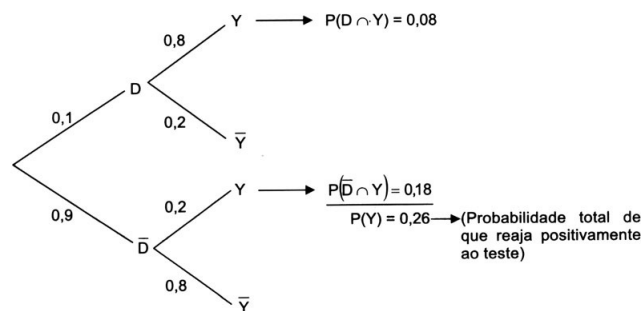 0,8 Y P(D ∩ Y) = 0,08
D
0,1 0,2 Y̅
0,9 0,2 Y P(D̅ ∩ Y) = 0,18
P(Y) = 0,26 (Probabilidade total de
que reaja positivamente
ao teste)
D̅
0,8 Y̅